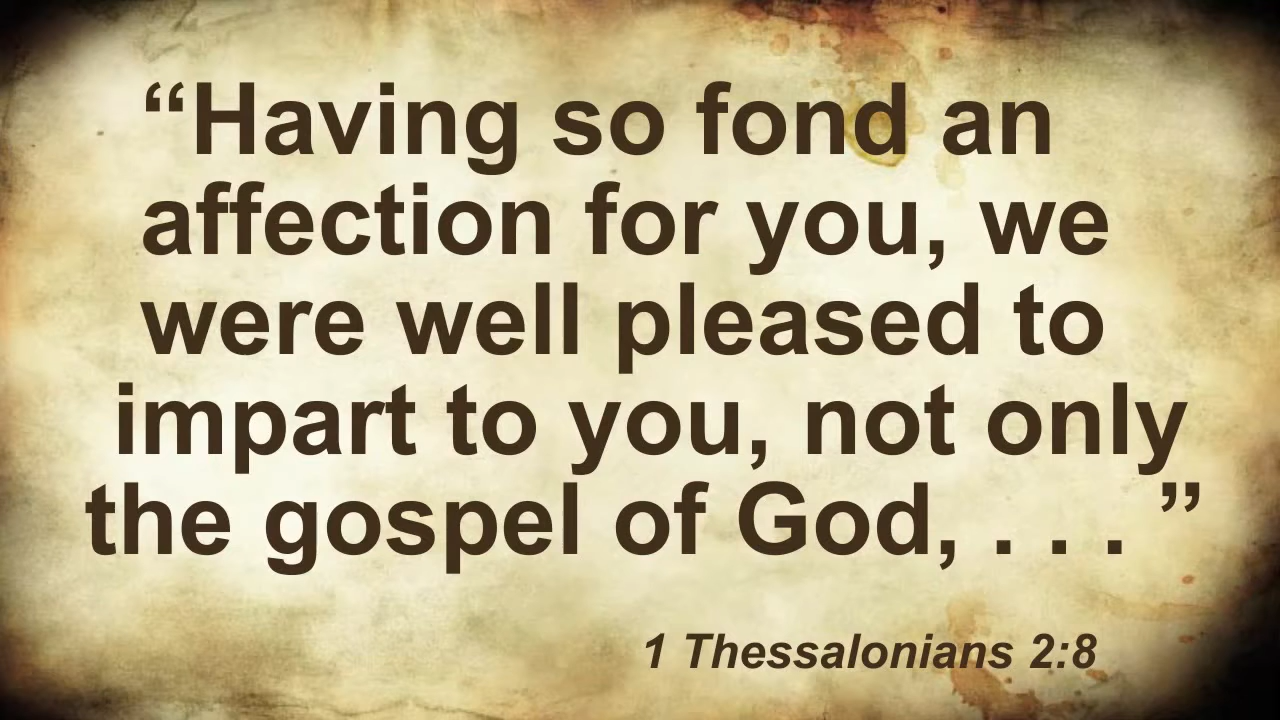 “Having so fond an
affection for you, we
were well pleased to
impart to you, not only
the gospel of God, . . . ”
1 Thessalonians 2:8